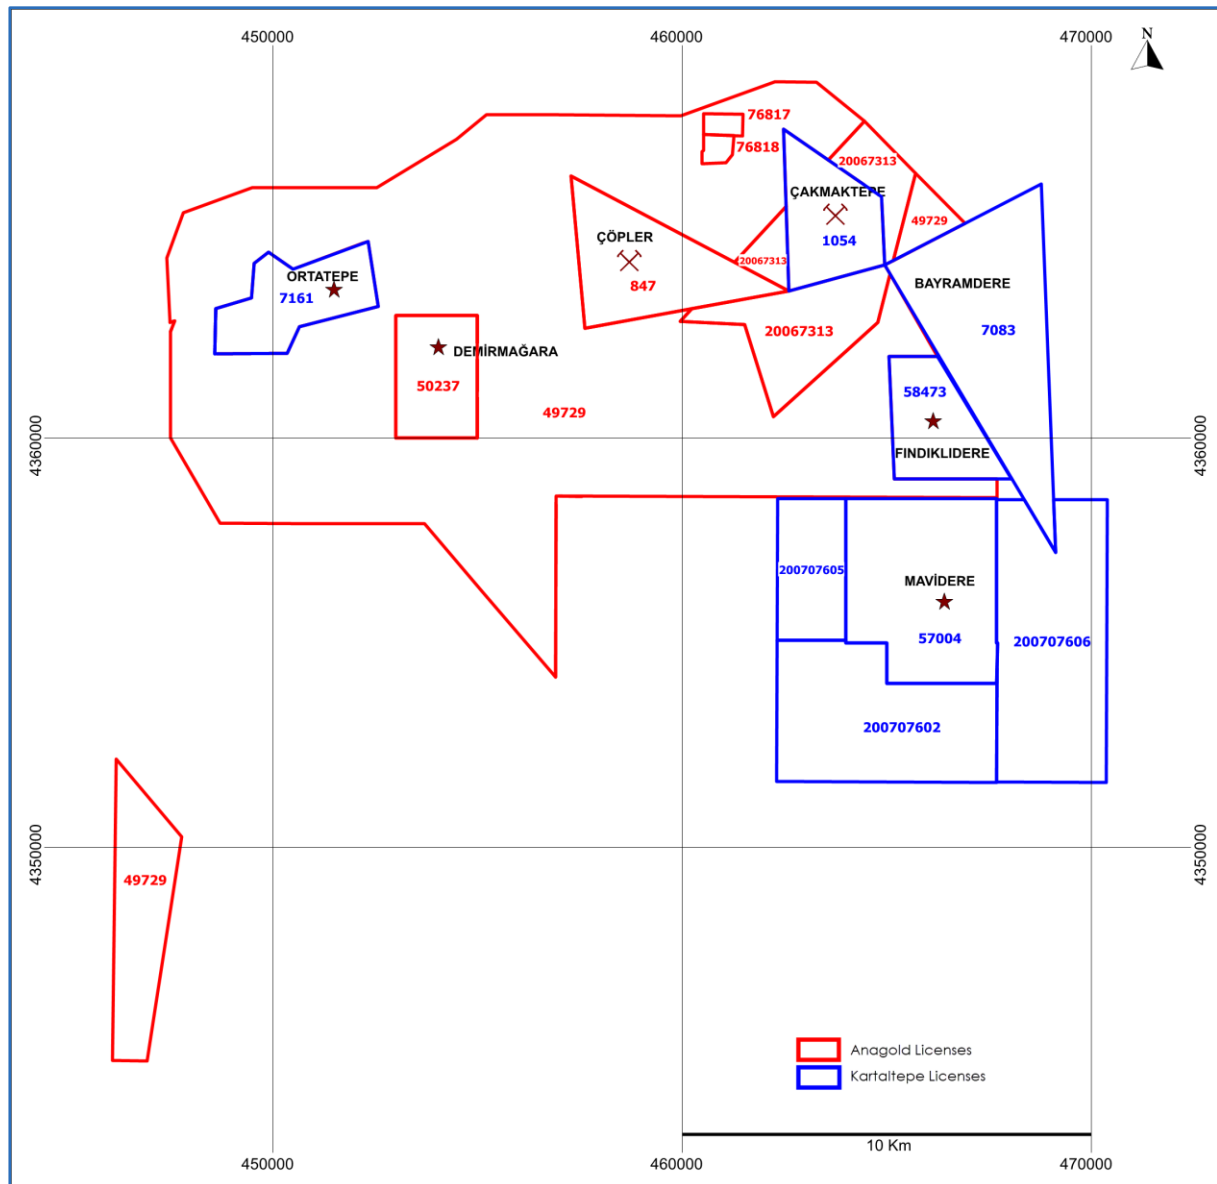 450000
460000
470000
N
76817
76818
20067313
ÇAKMAKTEPE
49729
ÇÖPLER
1054
20067313
847
ORTATEPE
7161
BAYRAMDERE
7083
20067313
DEMİRMAĞARA
50237
49729
58473
4360000
4360000
FINDIKLIDERE
200707605
MAVİDERE
57004
200707606
200707602
4350000
4350000
49729
Anagold Licenses
Kartaltepe Licenses
10 Km
450000
460000
470000